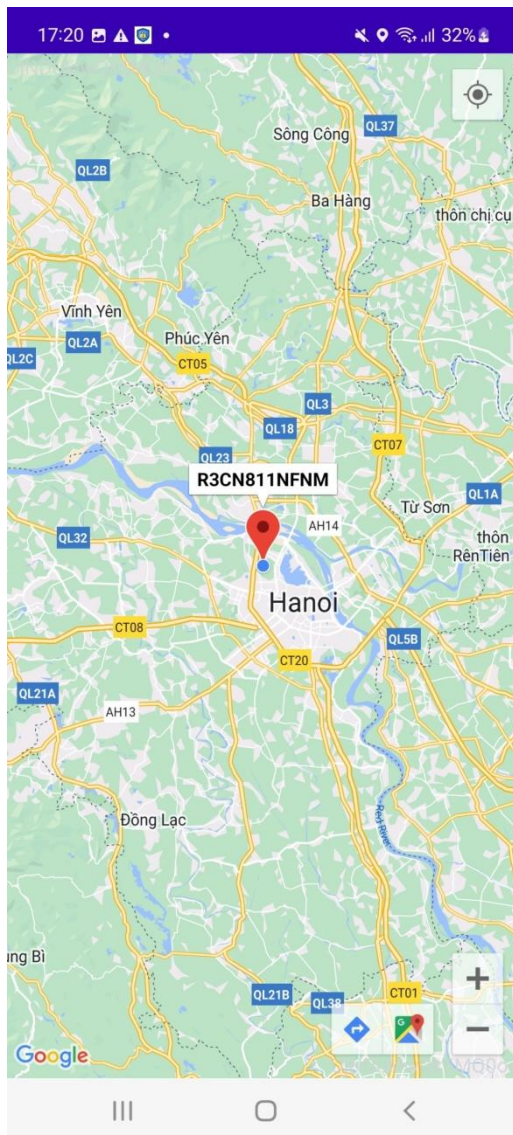 17:20
32%
Sông Công
QL37
QL2B
Ba Hàng
thôn chị cụ
Vĩnh Yên
QL2A
Phúc Yên
QL2C
CT05
QL3
QL18
CT07
QL23
R3CN811NFNM
QL1A
Từ Sơn
AH14
QL32
thôn
RênTiên
Hanoi
CT08
QL5B
CT20
QL21A
AH13
Red River
Đồng Lạc
ung Bì
QL21B
QL38
CT01
Google